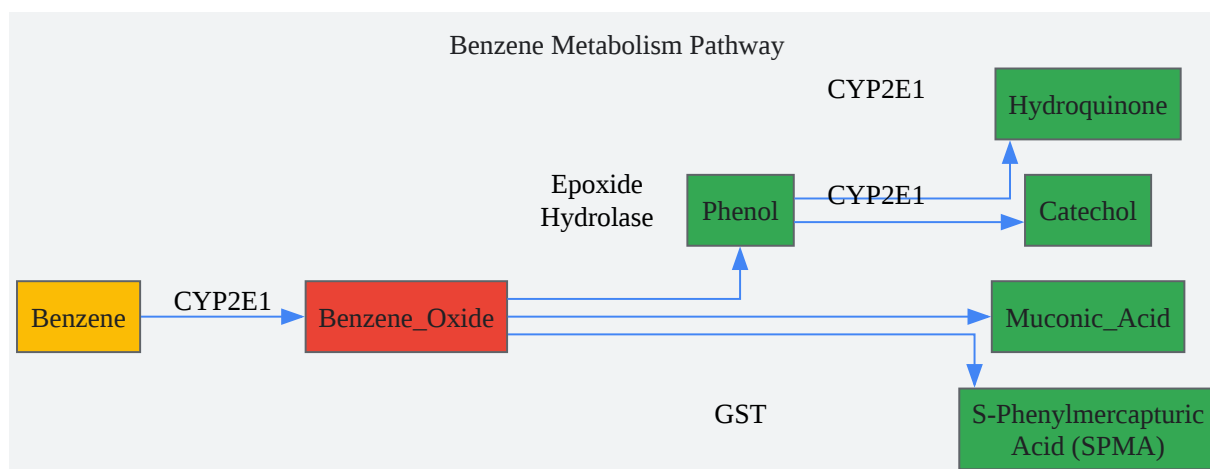 Benzene Metabolism Pathway
CYP2E1
Hydroquinone
Epoxide
Hydrolase
Phenol
CYP2E1
Catechol
Benzene
CYP2E1
Benzene_Oxide
Muconic_Acid
GST
S-Phenylmercapturic
Acid (SPMA)